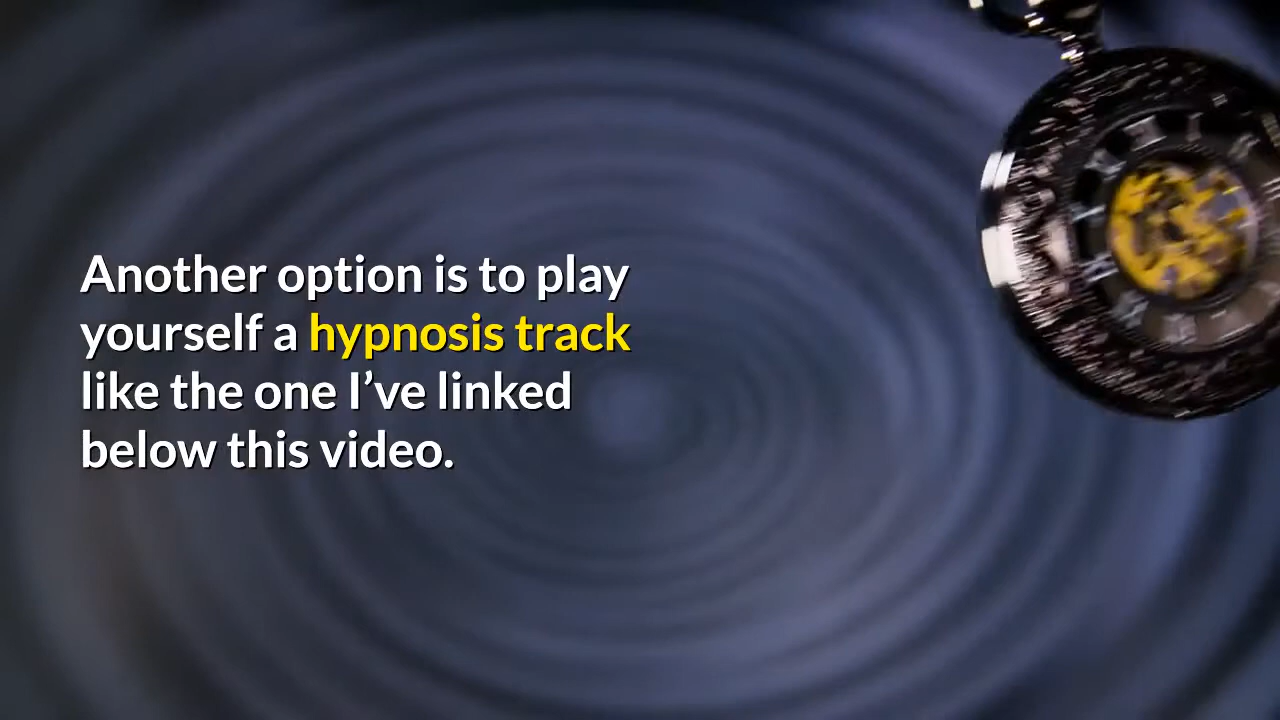 Another option is to play
yourself a hypnosis track
like the one I’ve linked
below this video.